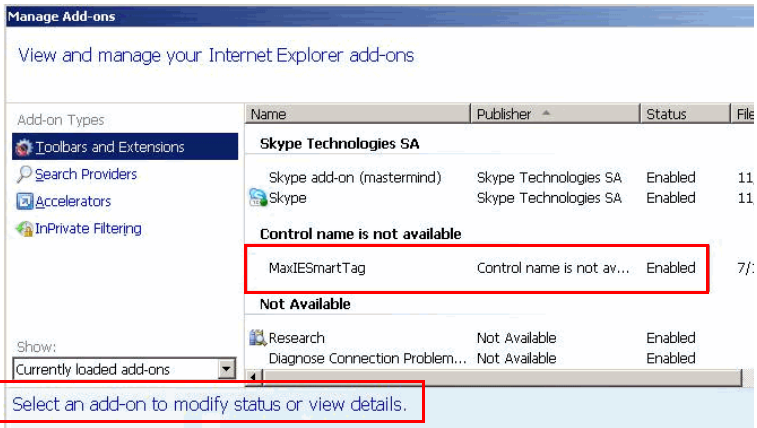 Manage Add-ons
View and manage your Internet Explorer add-ons
Add-on Types
Toolbars and Extensions
Search Providers
Accelerators
InPrivate Filtering
Show:
Currently loaded add-ons
Name Publisher Status File
Skype Technologies SA
Skype add-on (mastermind) Skype Technologies SA Enabled 11
Skype Skype Technologies SA Enabled 11
Control name is not available
MaxIESmartTag Control name is not av... Enabled 7/
Not Available
Research Not Available Enabled
Diagnose Connection Problem... Not Available Enabled
Select an add-on to modify status or view details.